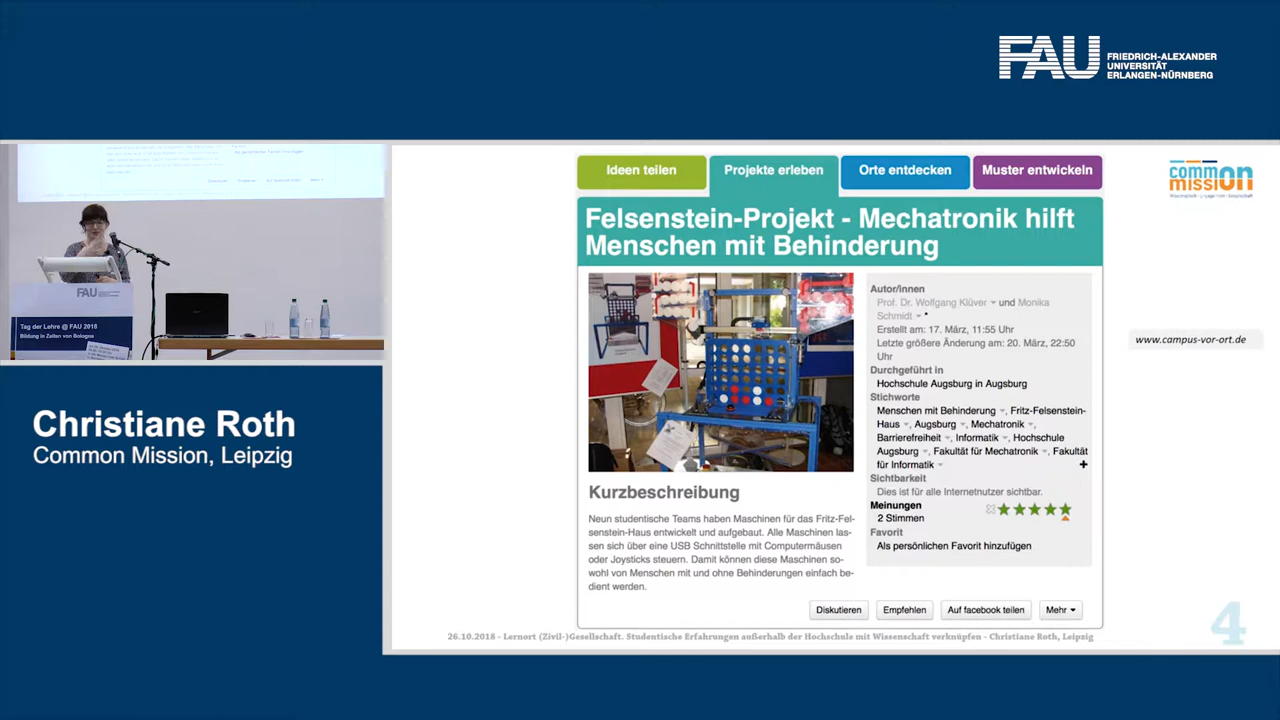 FAU
FRIEDRICH-ALEXANDER
UNIVERSITÄT
ERLANGEN-NÜRNBERG
FAU
Tag der Lehre @ FAU 2018
Bildung in Zeiten von Bologna
Christiane Roth
Common Mission, Leipzig
Ideen teilen
Projekte erleben
Orte entdecken
Muster entwickeln
common
mission
Felsenstein-Projekt - Mechatronik hilft
Menschen mit Behinderung
Autor/innen
Prof. Dr. Wolfgang Klüver und Monika
Schmidt *
Erstellt am: 17. März, 11:55 Uhr
Letzte größere Änderung am: 20. März, 22:50
Uhr
Durchgeführt in
Hochschule Augsburg in Augsburg
Stichworte
Menschen mit Behinderung , Fritz-Felsenstein-
Haus , Augsburg , Mechatronik ,
Barrierefreiheit , Informatik , Hochschule
Augsburg , Fakultät für Mechatronik , Fakultät
für Informatik
Sichtbarkeit
Dies ist für alle Internetnutzer sichtbar.
Meinungen
2 Stimmen
Favorit
Als persönlichen Favorit hinzufügen
www.campus-vor-ort.de
Kurzbeschreibung
Neun studentische Teams haben Maschinen für das Fritz-Fel-
senstein-Haus entwickelt und aufgebaut. Alle Maschinen las-
sen sich über eine USB Schnittstelle mit Computermäusen
oder Joysticks steuern. Damit können diese Maschinen so-
wohl von Menschen mit und ohne Behinderungen einfach be-
dient werden.
Diskutieren
Empfehlen
Auf facebook teilen
Mehr
26.10.2018 - Lernort (Zivil-)Gesellschaft. Studentische Erfahrungen außerhalb der Hochschule mit Wissenschaft verknüpfen - Christiane Roth, Leipzig
4